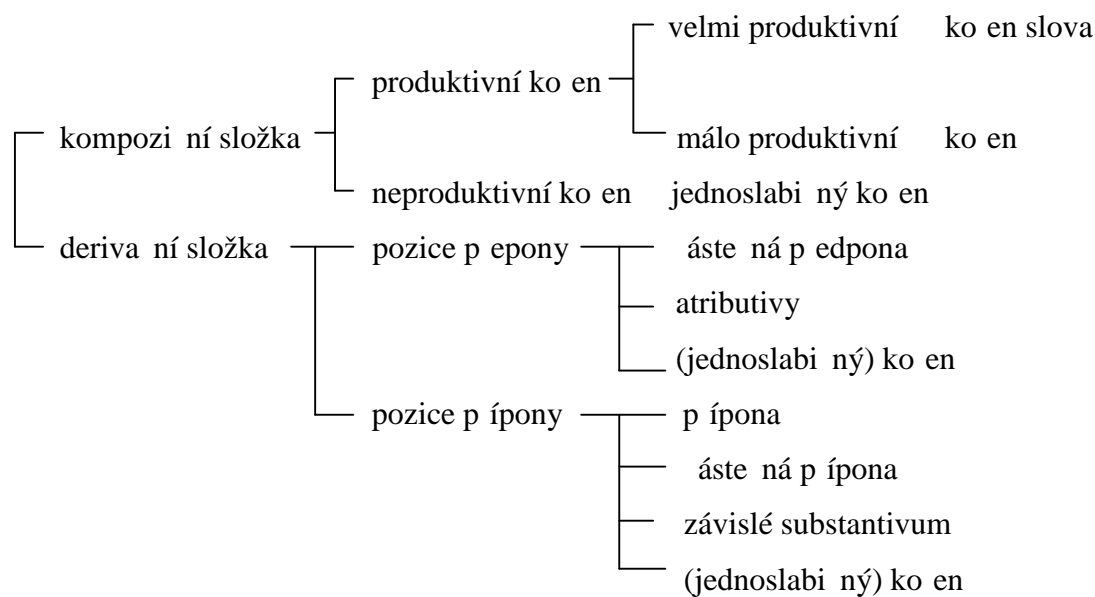 velmi produktivní ko en slova
produktivní ko en
kompozi ní složka
málo produktivní ko en
neproduktivní ko en jednoslabi ný ko en
deriva ní složka pozice p epony áste ná p edpona
atributivy
(jednoslabi ný) ko en
pozice p ípony p ípona
áste ná p ípona
závislé substantivum
(jednoslabi ný) ko en